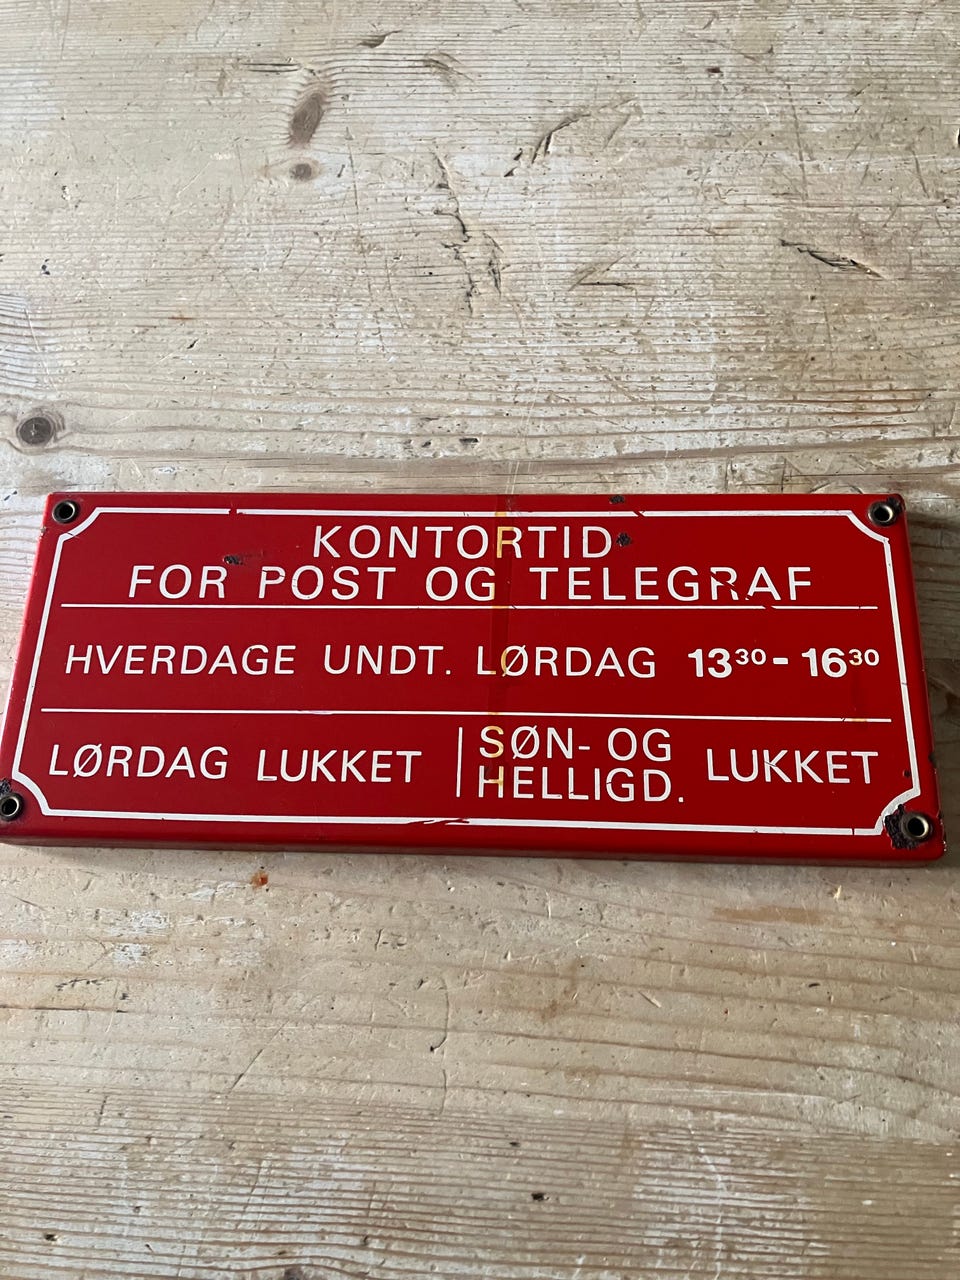 KONTORTID
FOR POST OG TELEGRAF
HVERDAGE UNDT. LØRDAG 13³⁰ - 16³⁰
LØRDAG LUKKET
SØN- OG
HELLIGD. LUKKET